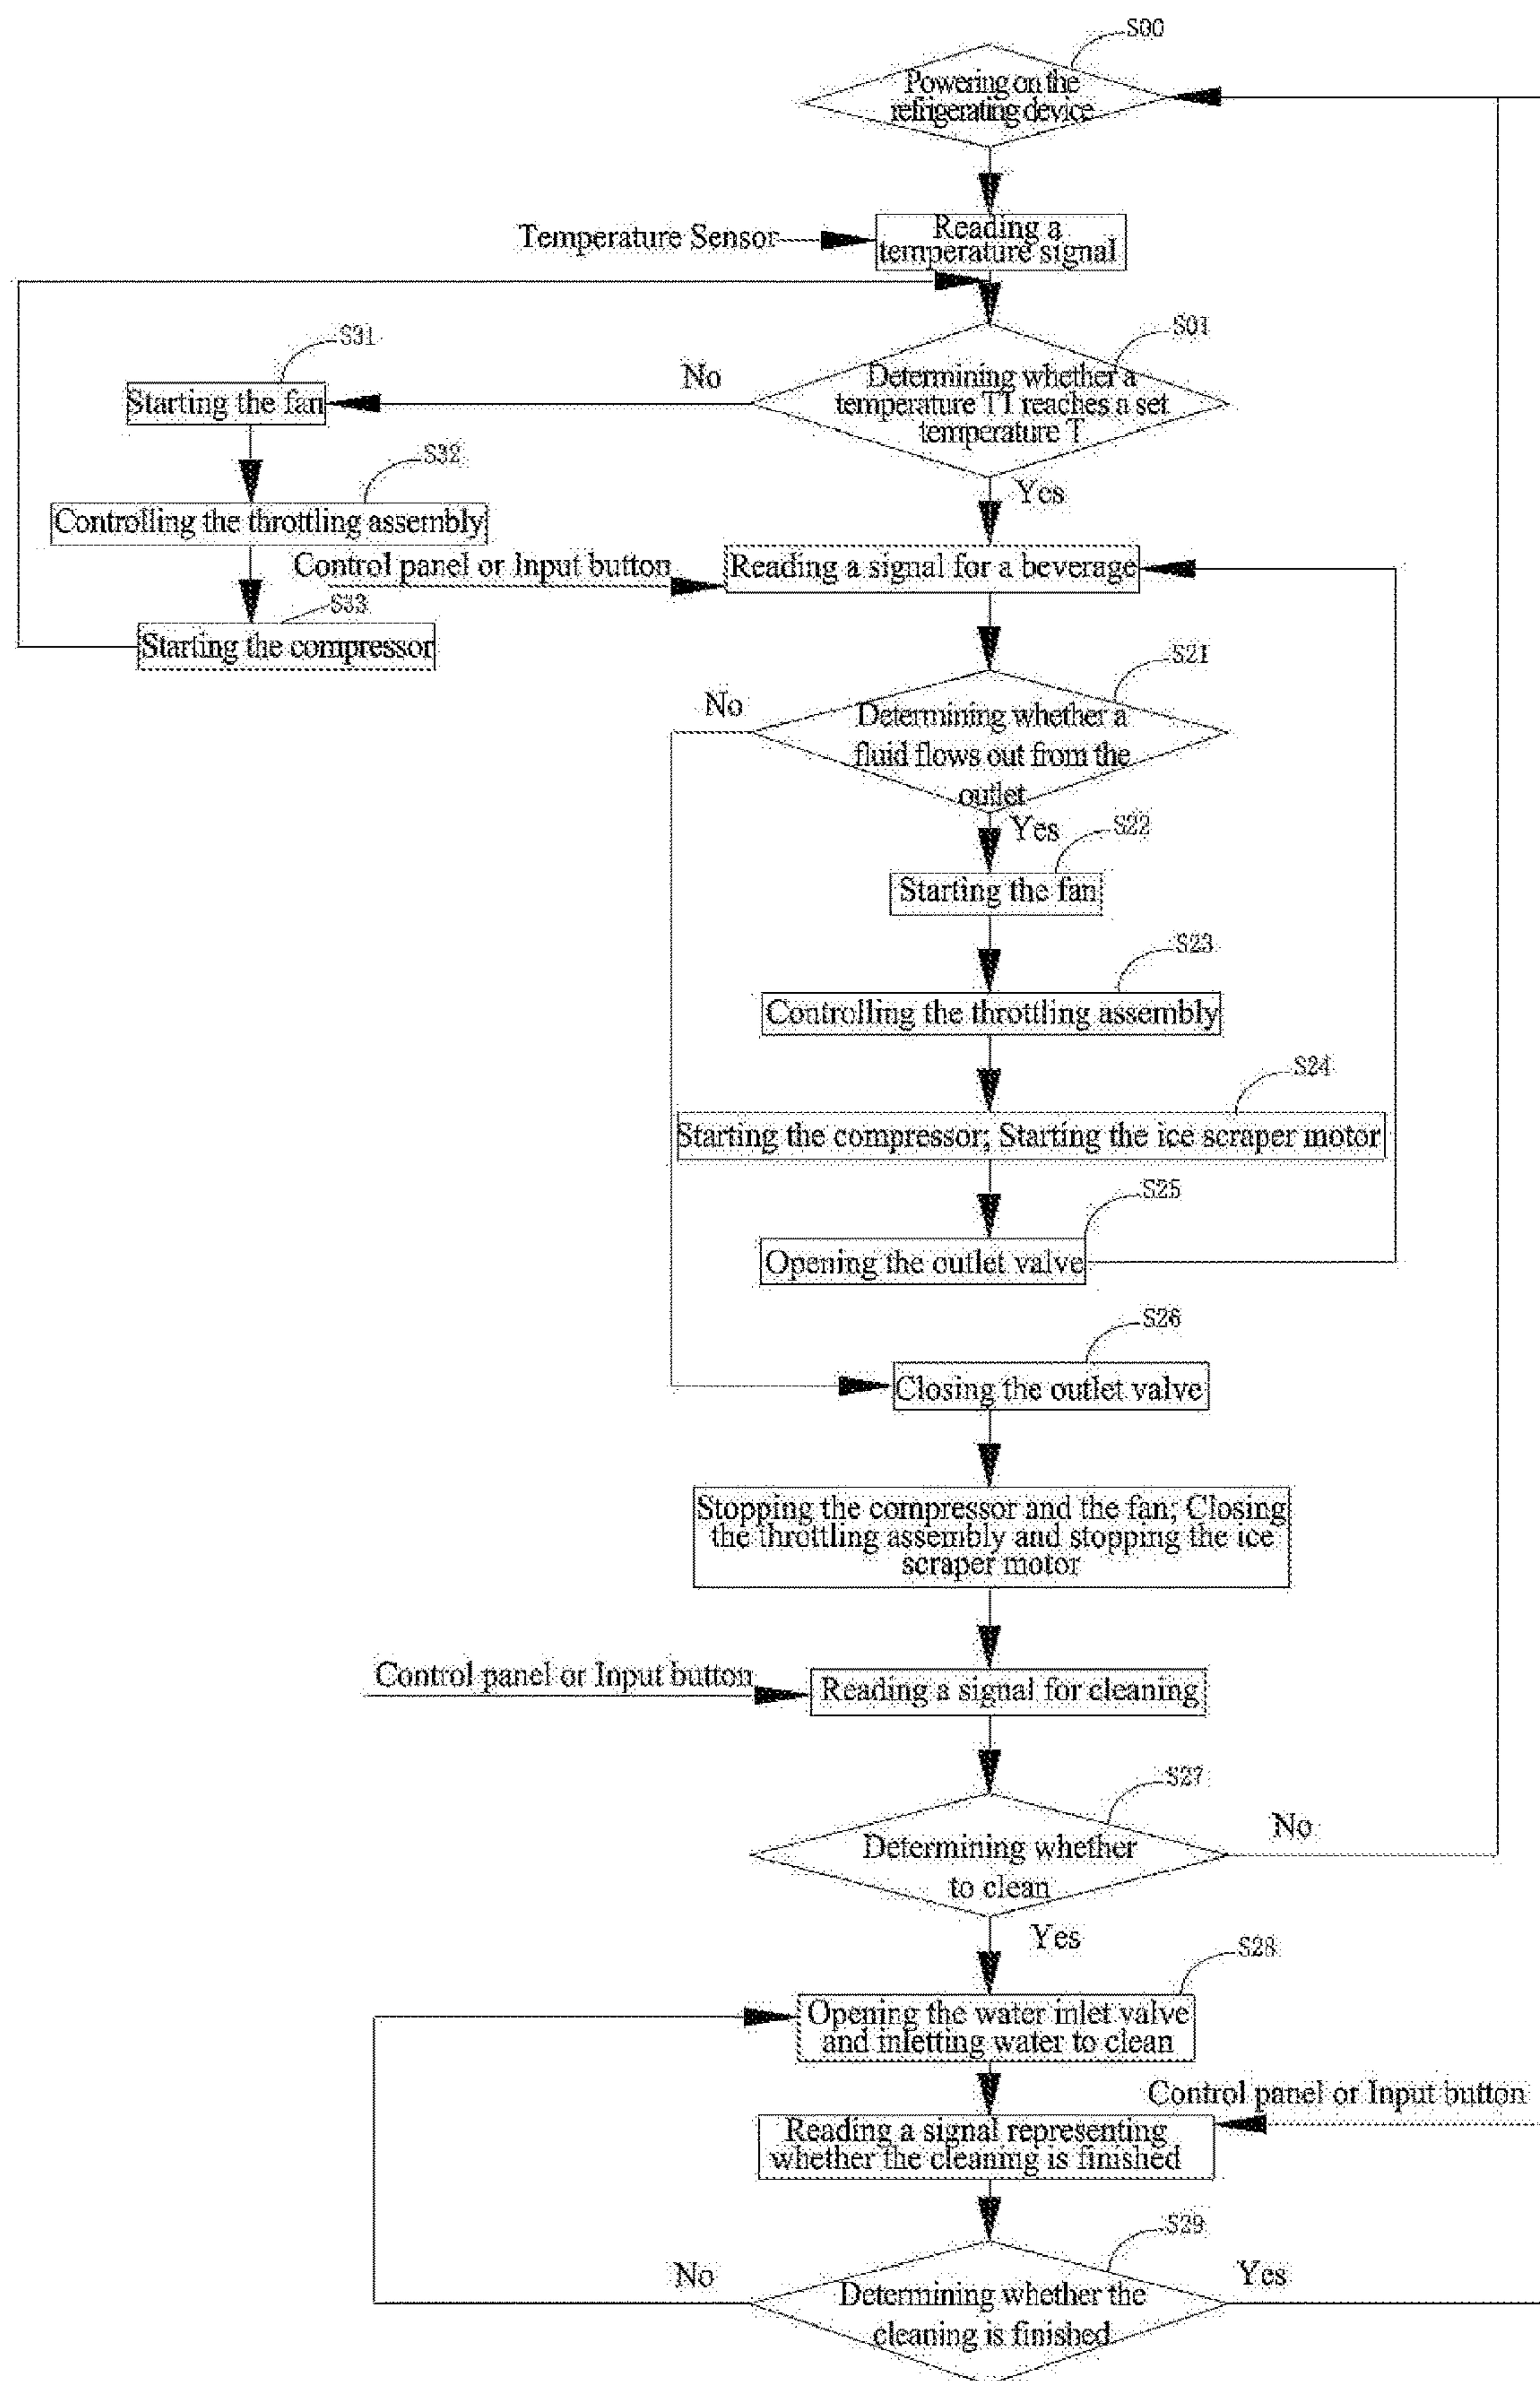 S00
Powering on the
refrigerating device
Temperature Sensor
Reading a
temperature signal
S01
S31
No
Determining whether a
temperature T1 reaches a set
temperature T
Starting the fan
S32
Yes
Controlling the throttling assembly
Control panel or Input button
Reading a signal for a beverage
S33
Starting the compressor
S21
No
Determining whether a
fluid flows out from the
outlet
Yes
S22
Starting the fan
S23
Controlling the throttling assembly
S24
Starting the compressor; Starting the ice scraper motor
S25
Opening the outlet valve
S26
Closing the outlet valve
Stopping the compressor and the fan; Closing
the throttling assembly and stopping the ice
scraper motor
Control panel or Input button
Reading a signal for cleaning
S27
No
Determining whether
to clean
Yes
S28
Opening the water inlet valve
and inletting water to clean
Control panel or Input button
Reading a signal representing
whether the cleaning is finished
S29
No
Yes
Determining whether the
cleaning is finished